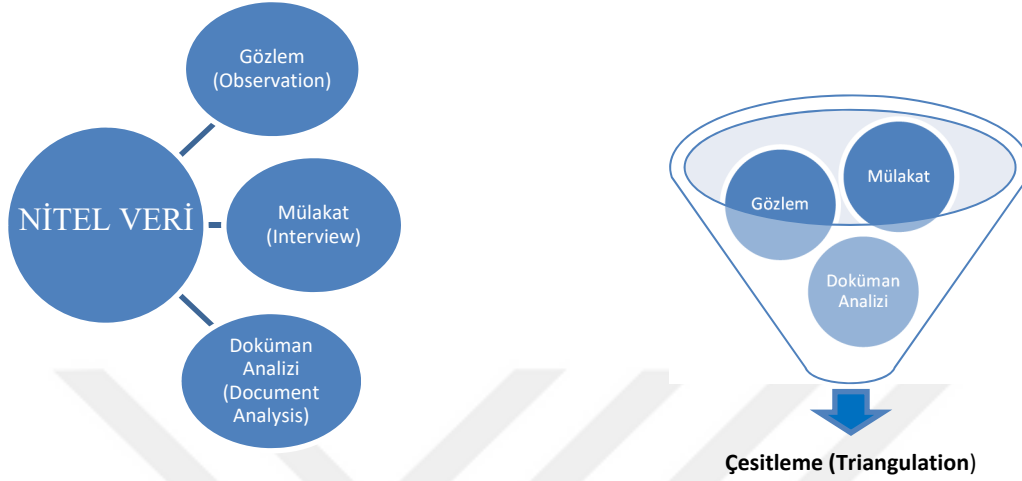 Gözlem
(Observation)
NİTEL VERİ
Mülakat
(Interview)
Doküman
Analizi
(Document
Analysis)
Mülakat
Gözlem
Doküman
Analizi
Çesitleme (Triangulation)